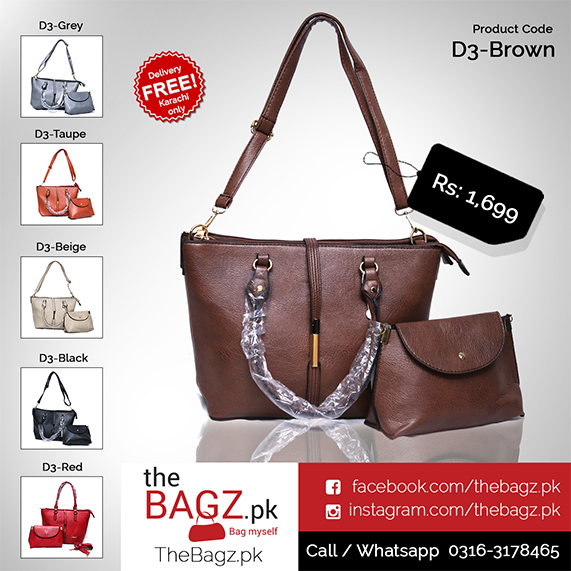 D3-Grey
D3-Taupe
D3-Beige
D3-Black
D3-Red
Delivery
FREE!
Karachi
only
Product Code
D3-Brown
Rs: 1,699
the
BAGZ.pk
Bag myself
TheBagz.pk
facebook.com/thebagz.pk
instagram.com/thebagz.pk
Call / Whatsapp 0316-3178465